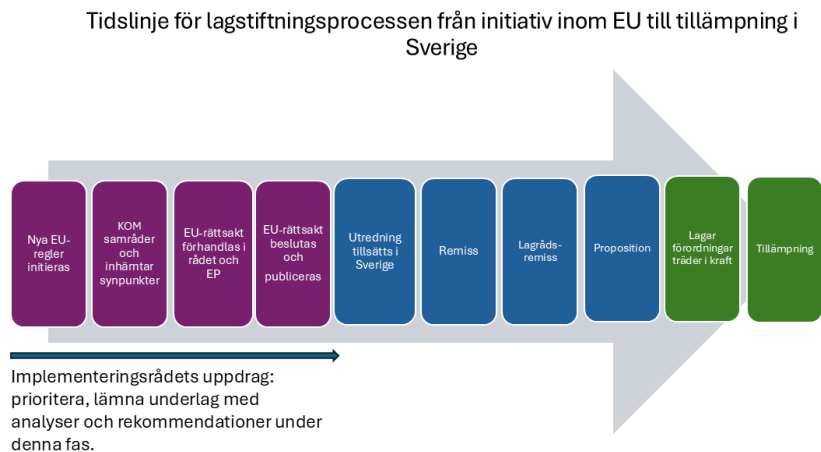 Tidslinje för lagstiftningsprocessen från initiativ inom EU till tillämpning i
Sverige
Nya EU-
regler
initieras
KOM
samråder
och
inhämtar
synpunkter
EU-rättsakt
förhandlas i
rådet och
EP
EU-rättsakt
beslutas
och
publiceras
Utredning
tillsätts i
Sverige
Remiss
Lagråds-
remiss
Proposition
Lagar
förordningar
träder i kraft
Tillämpning
Implementeringsrådets uppdrag:
prioritera, lämna underlag med
analyser och rekommendationer under
denna fas.